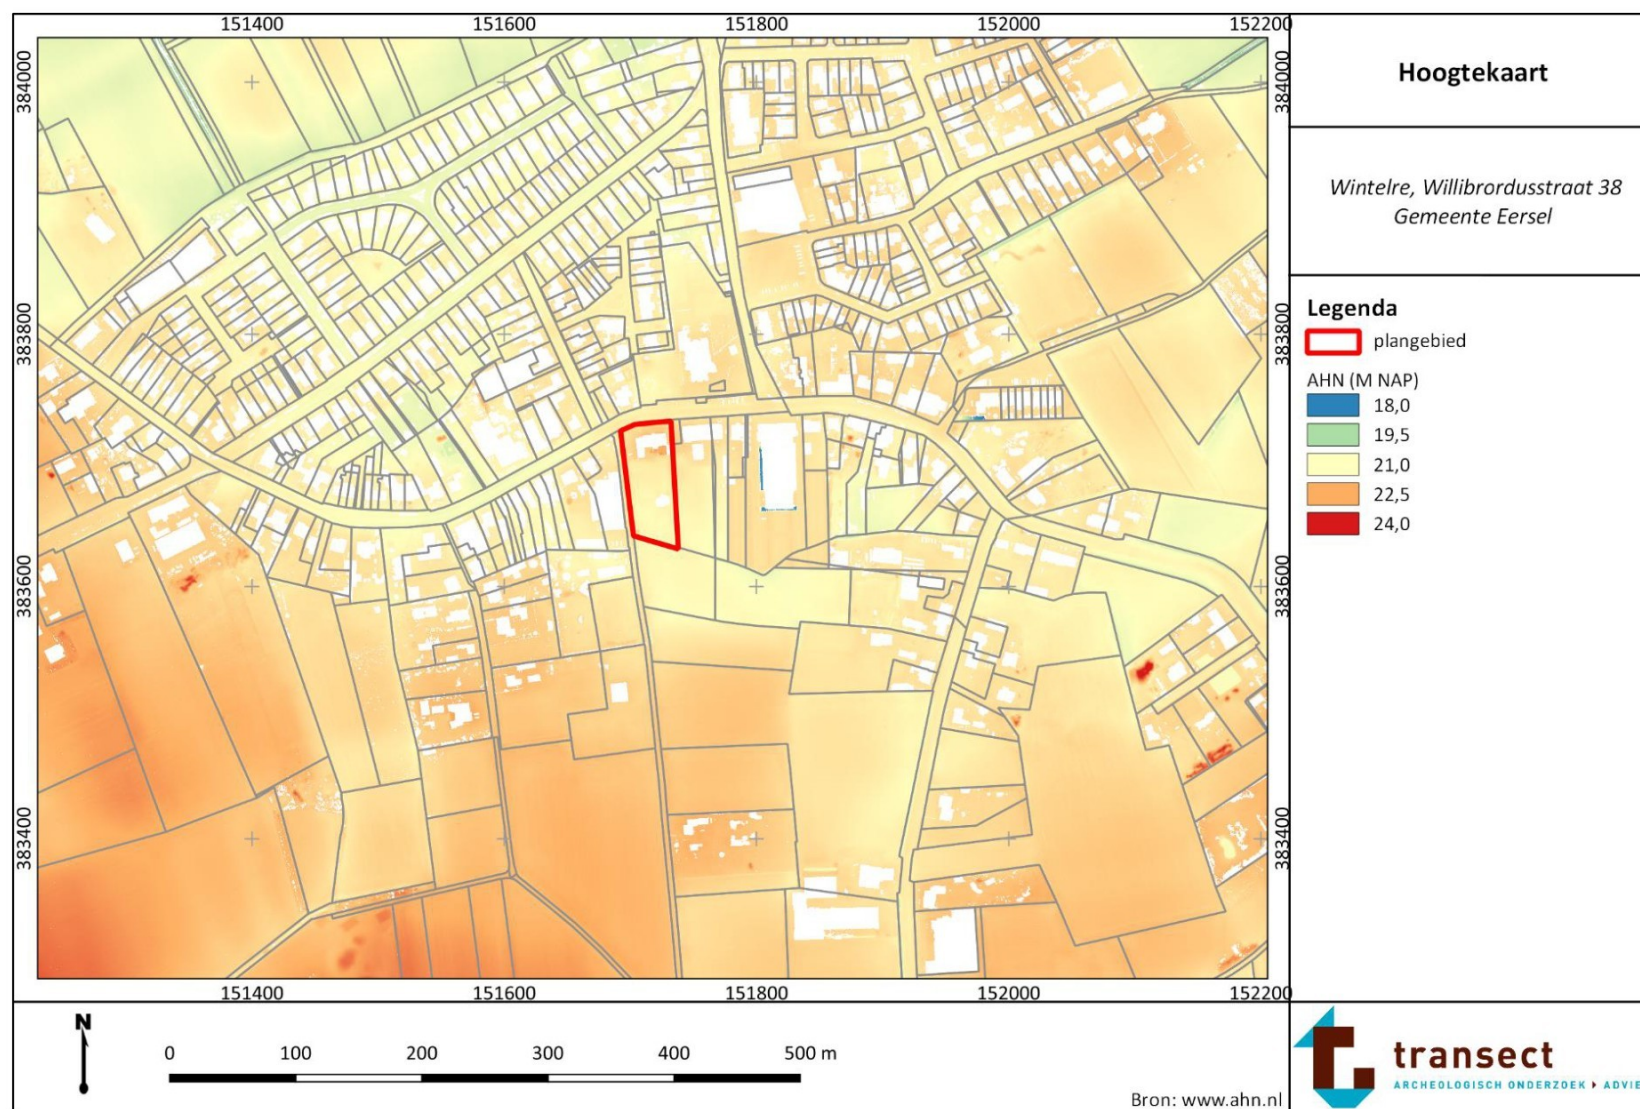 151400 151600 151800 152000 152200
384000 384000
383800 383800
383600 383600
383400 383400
151400 151600 151800 152000 152200
N
0 100 200 300 400 500 m
Bron: www.ahn.nl
Hoogtekaart
Wintelre, Willibrordusstraat 38
Gemeente Eersel
Legenda
plangebied
AHN (M NAP)
18,0
19,5
21,0
22,5
24,0
transect
ARCHEOLOGISCH ONDERZOEK ▸ ADVIE